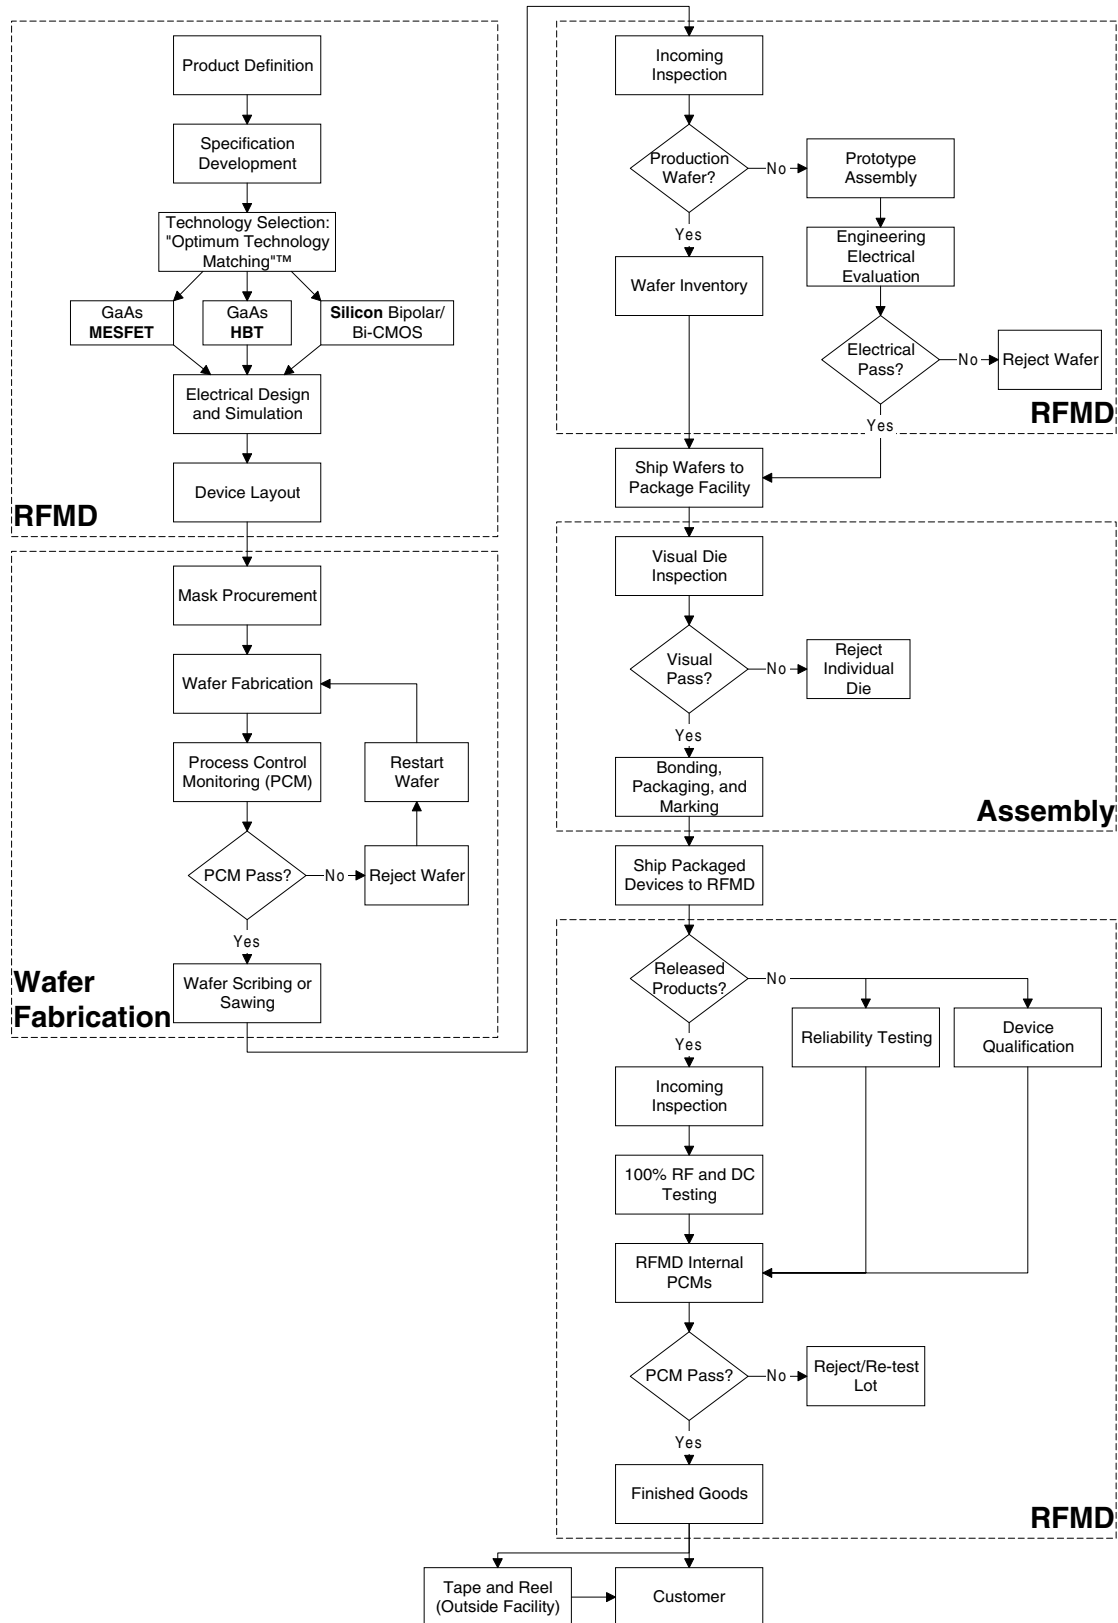 Product Definition
Specification
Development
Technology Selection:
"Optimum Technology
Matching"™
GaAs
MESFET
GaAs
HBT
Silicon Bipolar/
Bi-CMOS
Electrical Design
and Simulation
Device Layout
RFMD
Mask Procurement
Wafer Fabrication
Process Control
Monitoring (PCM)
Restart
Wafer
PCM Pass?
No
Reject Wafer
Yes
Wafer Scribing or
Sawing
Wafer
Fabrication
Incoming
Inspection
Production
Wafer?
No
Prototype
Assembly
Yes
Engineering
Electrical
Evaluation
Wafer Inventory
Electrical
Pass?
No
Reject Wafer
Yes
RFMD
Ship Wafers to
Package Facility
Visual Die
Inspection
Visual
Pass?
No
Reject
Individual
Die
Yes
Bonding,
Packaging, and
Marking
Assembly
Ship Packaged
Devices to RFMD
Released
Products?
No
Reliability Testing
Device
Qualification
Yes
Incoming
Inspection
100% RF and DC
Testing
RFMD Internal
PCMs
PCM Pass?
No
Reject/Re-test
Lot
Yes
Finished Goods
RFMD
Tape and Reel
(Outside Facility)
Customer